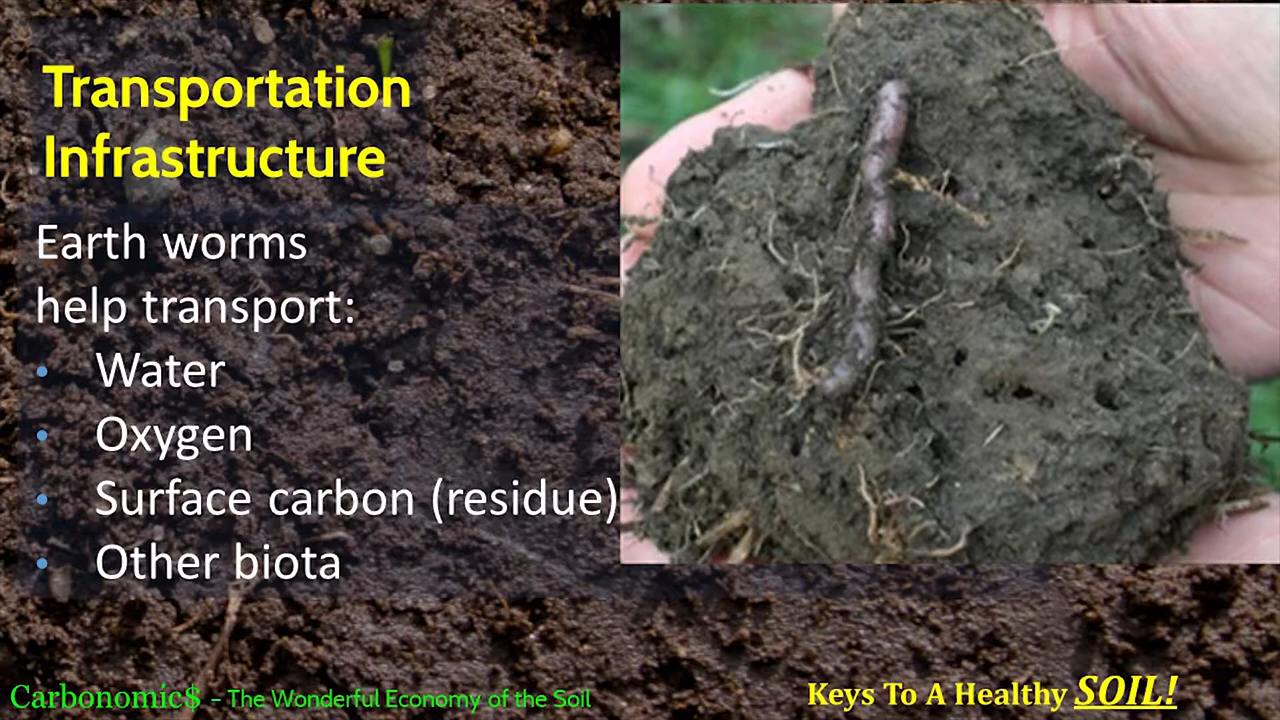 Transportation
Infrastructure
Earth worms
help transport:
• Water
• Oxygen
• Surface carbon (residue)
• Other biota
Carbonomic$ – The Wonderful Economy of the Soil
Keys To A Healthy SOIL!